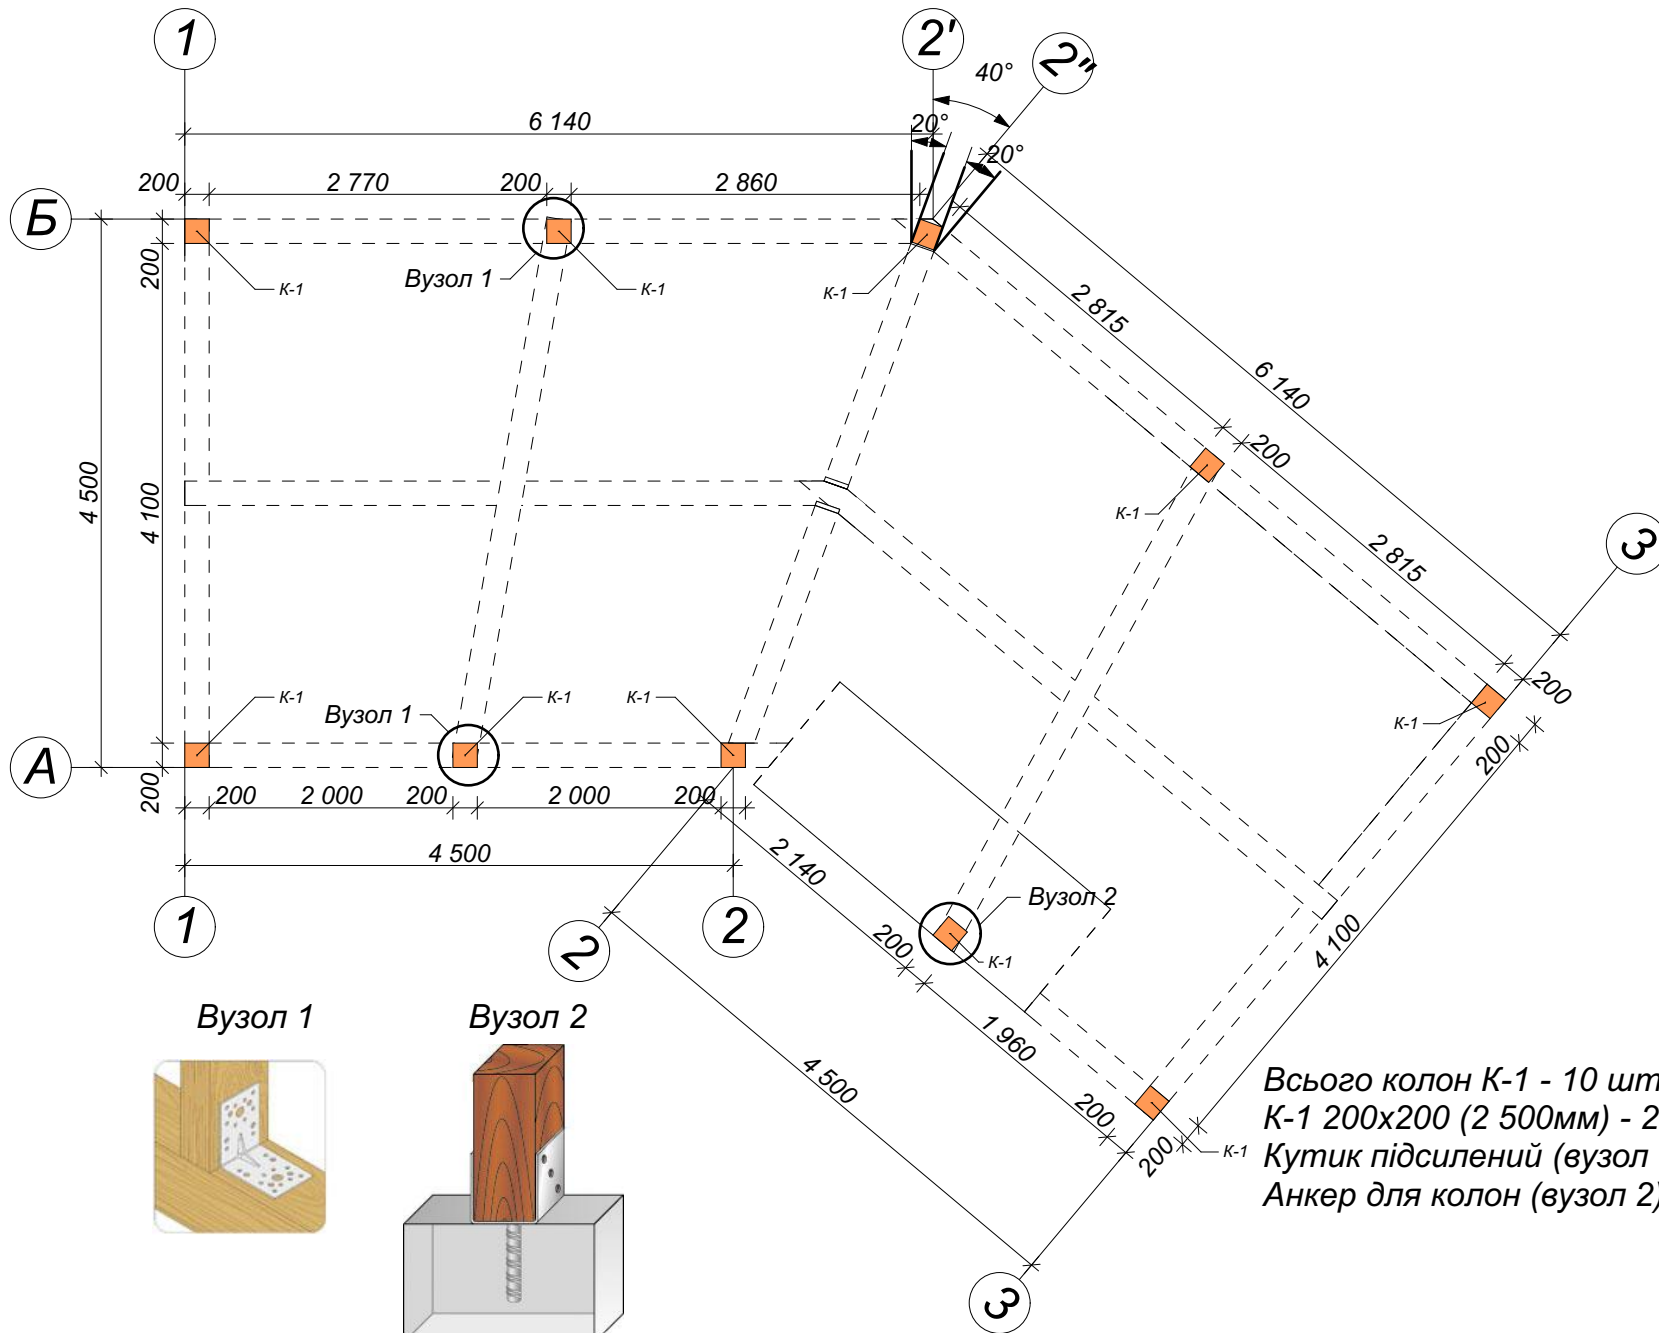 1
2'
2"
40°
6 140
20°
20°
200
2 770
200
2 860
Б
200
К-1
Вузол 1
К-1
К-1
2 815
6 140
200
4 500
4 100
К-1
2 815
3
200
К-1
200
К-1
Вузол 1
К-1
К-1
А
200
200
2 000
200
2 000
200
4 500
2 140
Вузол 2
200
К-1
4 100
1
2
2
1 960
4 500
200
200
К-1
3
Вузол 1
Вузол 2
Всього колон К-1 - 10 шт
К-1 200х200 (2 500мм) - 2
Кутик підсилений (вузол
Анкер для колон (вузол 2)